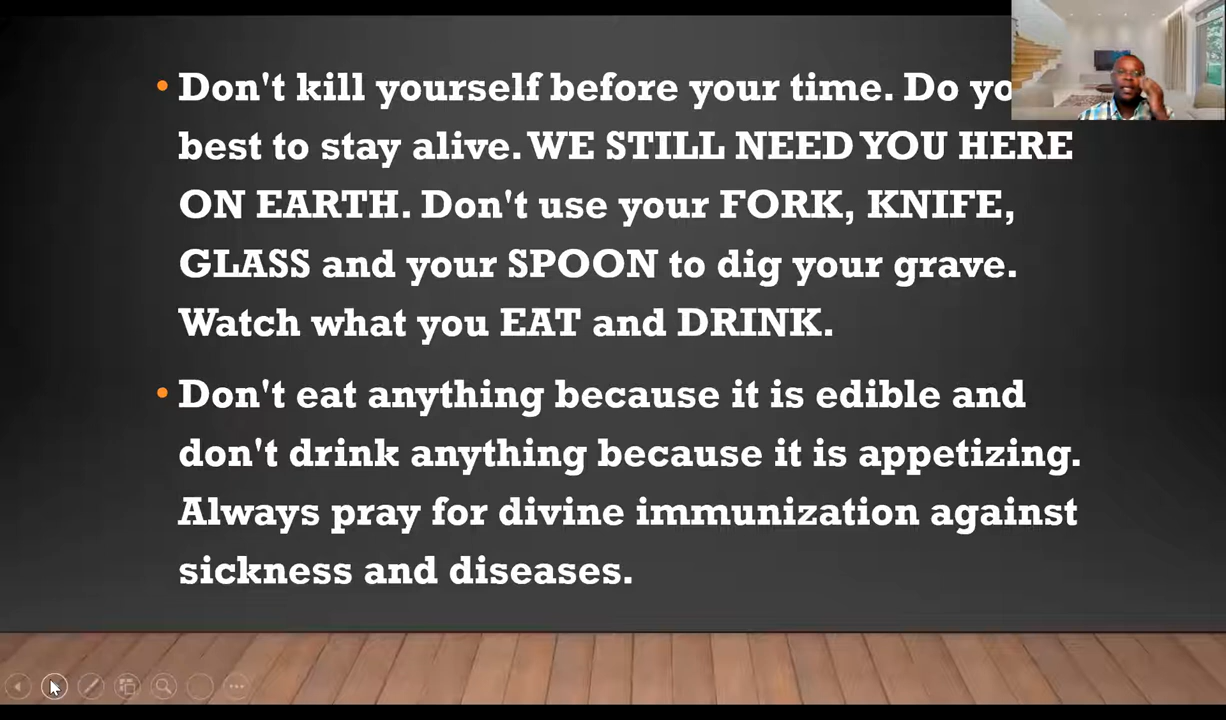 Don't kill yourself before your time. Do
best to stay alive. WE STILL NEED YOU HERE
ON EARTH. Don't use your FORK, KNIFE,
GLASS and your SPOON to dig your grave.
Watch what you EAT and DRINK.
Don't eat anything because it is edible and
don't drink anything because it is appetizing.
Always pray for divine immunization against
sickness and diseases.